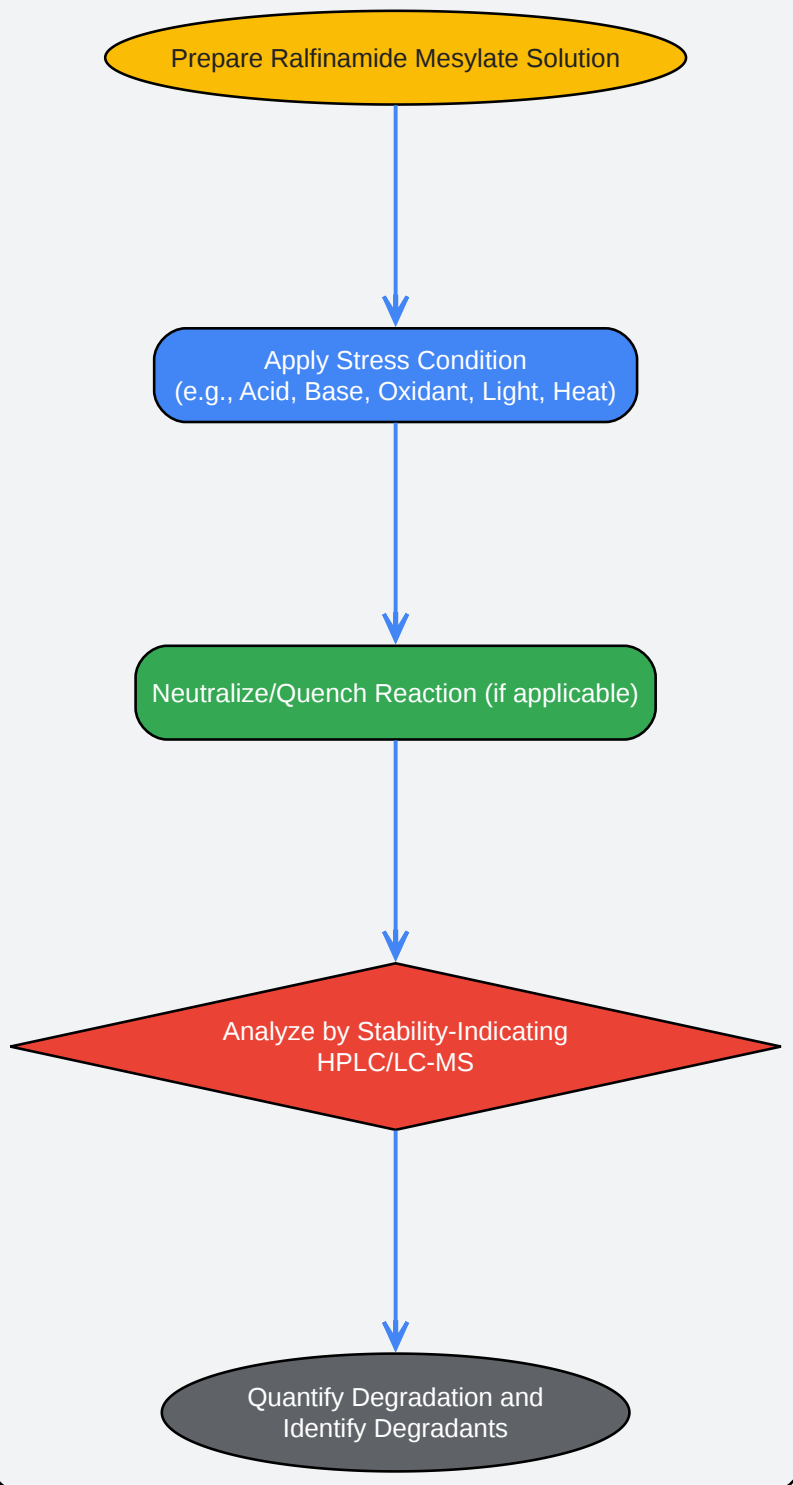 Prepare Ralfinamide Mesylate Solution
Apply Stress Condition
(e.g., Acid, Base, Oxidant, Light, Heat)
Neutralize/Quench Reaction (if applicable)
Analyze by Stability-Indicating
HPLC/LC-MS
Quantify Degradation and
Identify Degradants